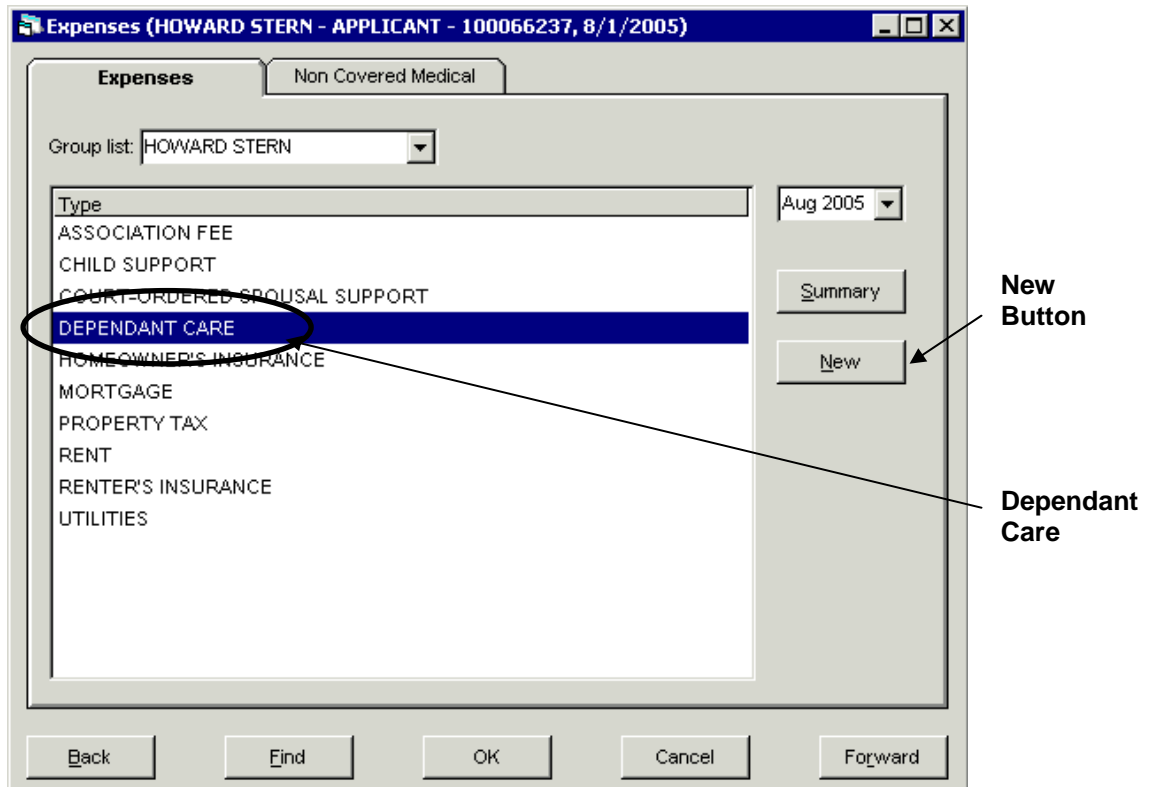 Expenses (HOWARD STERN - APPLICANT - 100066237, 8/1/2005)
Expenses
Non Covered Medical
Group list: HOWARD STERN
Type
Aug 2005
ASSOCIATION FEE
CHILD SUPPORT
COURT-ORDERED SPOUSAL SUPPORT
DEPENDANT CARE
HOMEOWNER'S INSURANCE
MORTGAGE
PROPERTY TAX
RENT
RENTER'S INSURANCE
UTILITIES
Summary
New
New
Button
Dependant
Care
Back
Find
OK
Cancel
Forward